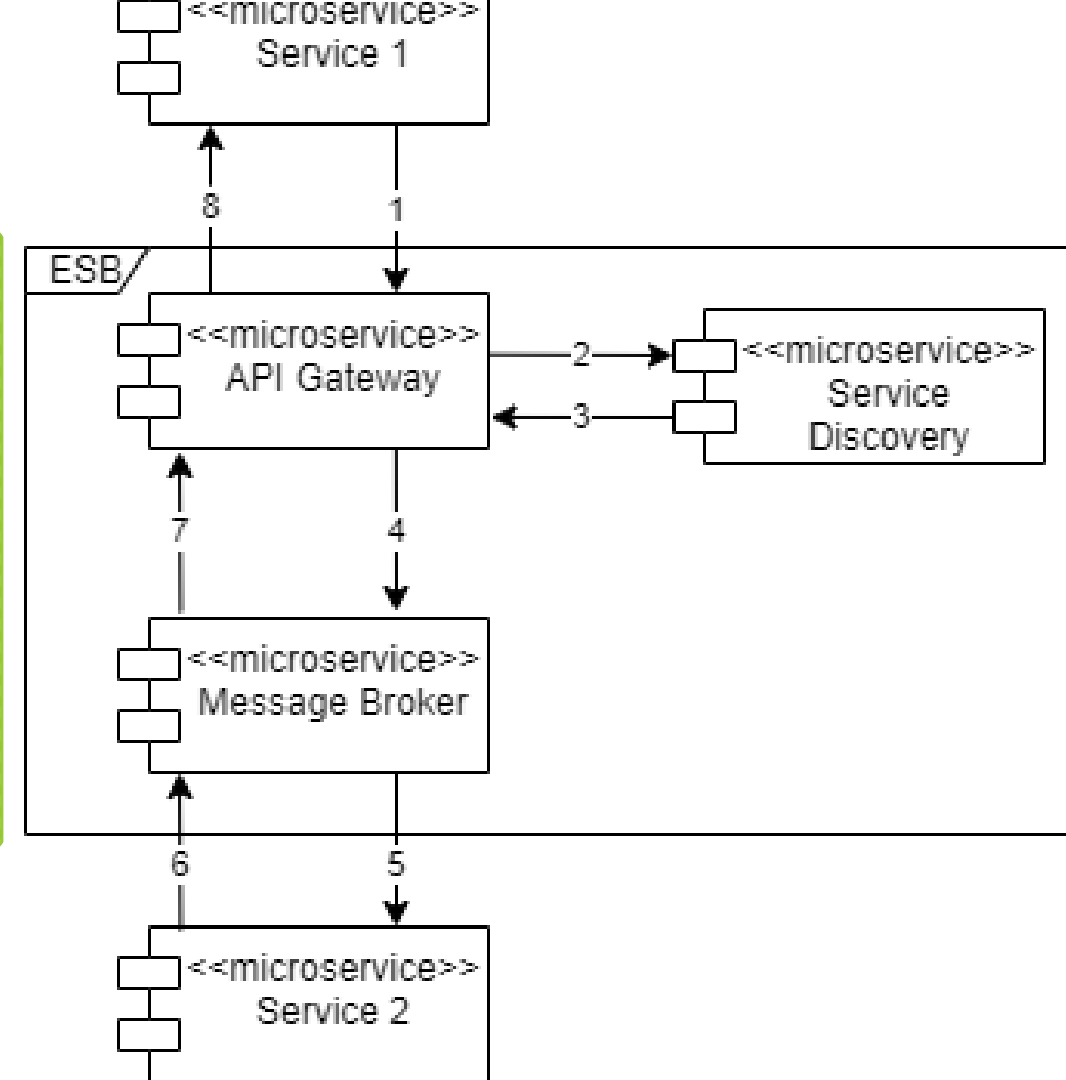 <<microservice>>
Service 1
8
1
ESB
<<microservice>>
API Gateway
2
3
<<microservice>>
Service
Discovery
7
4
<<microservice>>
Message Broker
6
5
<<microservice>>
Service 2